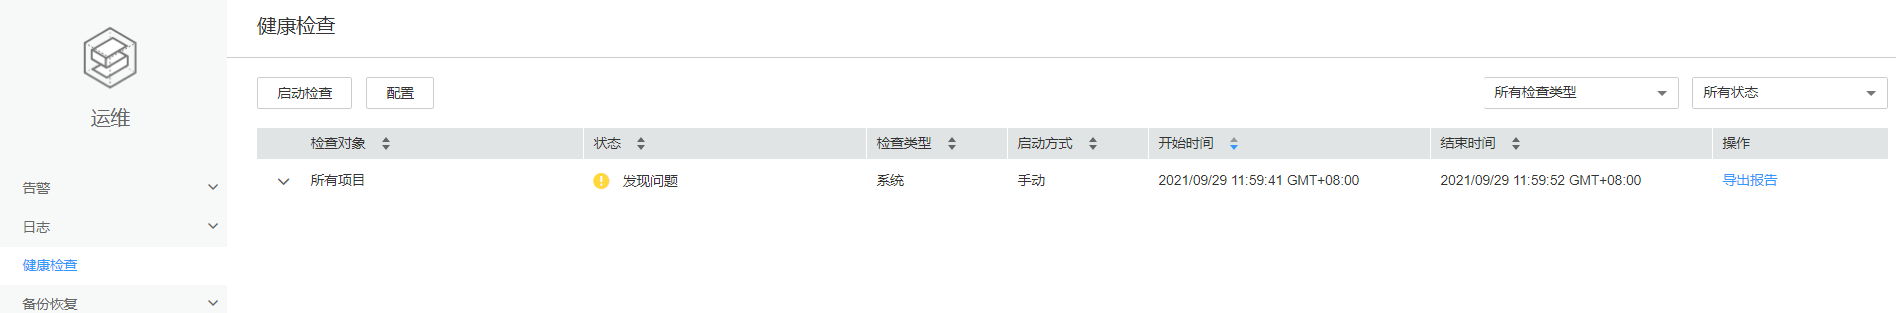 健康检查
运维
启动检查 配置 所有检查类型 所有状态
检查对象 状态 检查类型 启动方式 开始时间 结束时间 操作
所有项目 发现问题 系统 手动 2021/09/29 11:59:41 GMT+08:00 2021/09/29 11:59:52 GMT+08:00 导出报告
告警
日志
健康检查
备份恢复